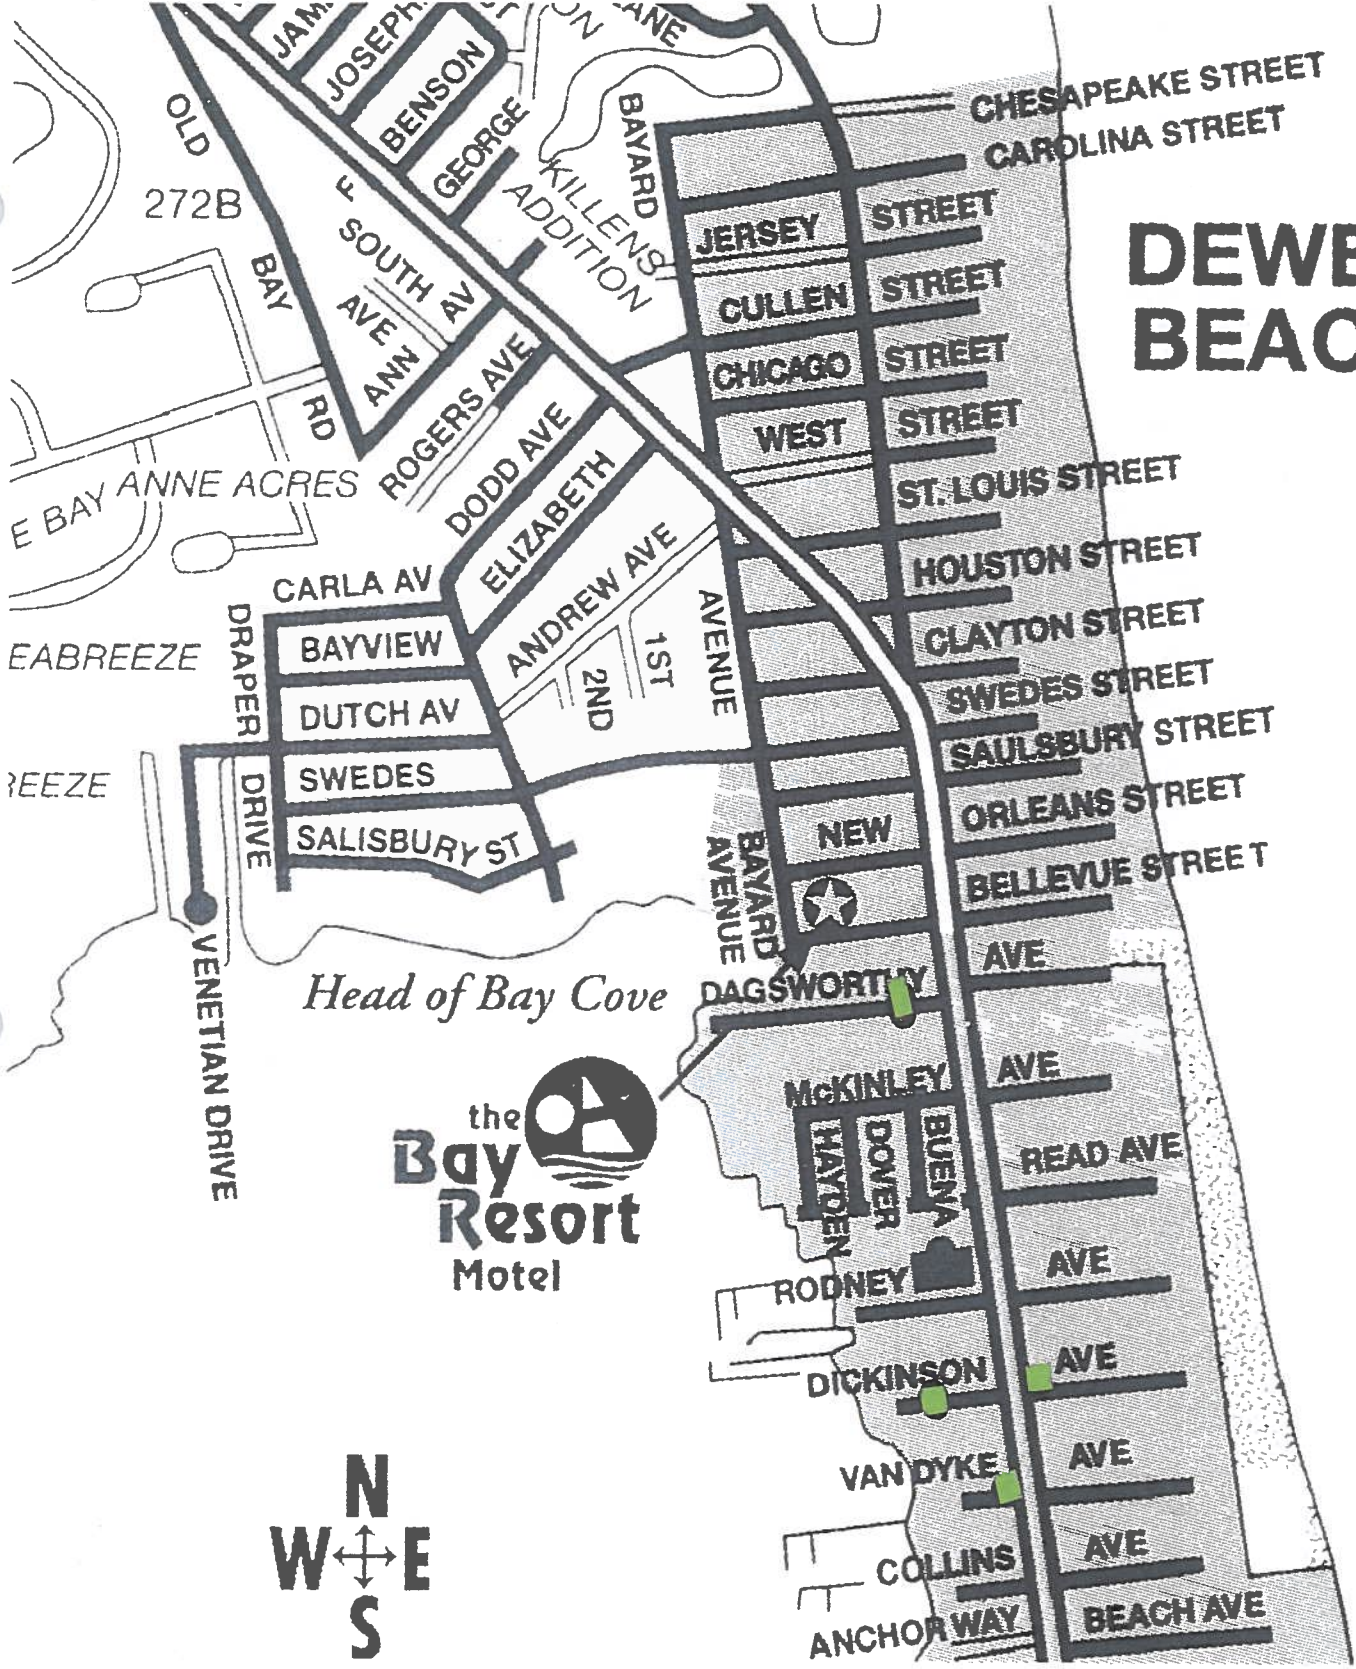 JOSEPH
BENSON
GEORGE
KILLENS
ADDITION
OLD
BAY
RD
272B
F
SOUTH AV
AVE
ANN
ROGERS AVE
DODD AVE
ELIZABETH
ANDREW AVE
1ST
2ND
ANNE ACRES
E BAY
EABREEZE
REEZE
CARLA AV
BAYVIEW
DUTCH AV
SWEDES
SALISBURY ST
DRAPER
DRIVE
VENETIAN DRIVE
BAYARD
AVENUE
BAYARD
AVENUE
CHESAPEAKE STREET
CAROLINA STREET
JERSEY STREET
CULLEN STREET
CHICAGO STREET
WEST STREET
ST. LOUIS STREET
HOUSTON STREET
CLAYTON STREET
SWEDES STREET
SAULSBURY STREET
NEW ORLEANS STREET
BELLEVUE STREET
DAGSWORTHY AVE
McKINLEY AVE
HAYDEN
DOVER
BUENA
READ AVE
RODNEY AVE
DICKINSON AVE
VAN DYKE AVE
COLLINS AVE
ANCHOR WAY
BEACH AVE
DEWE
BEAC
Head of Bay Cove
the
Bay
Resort
Motel
N
W E
S